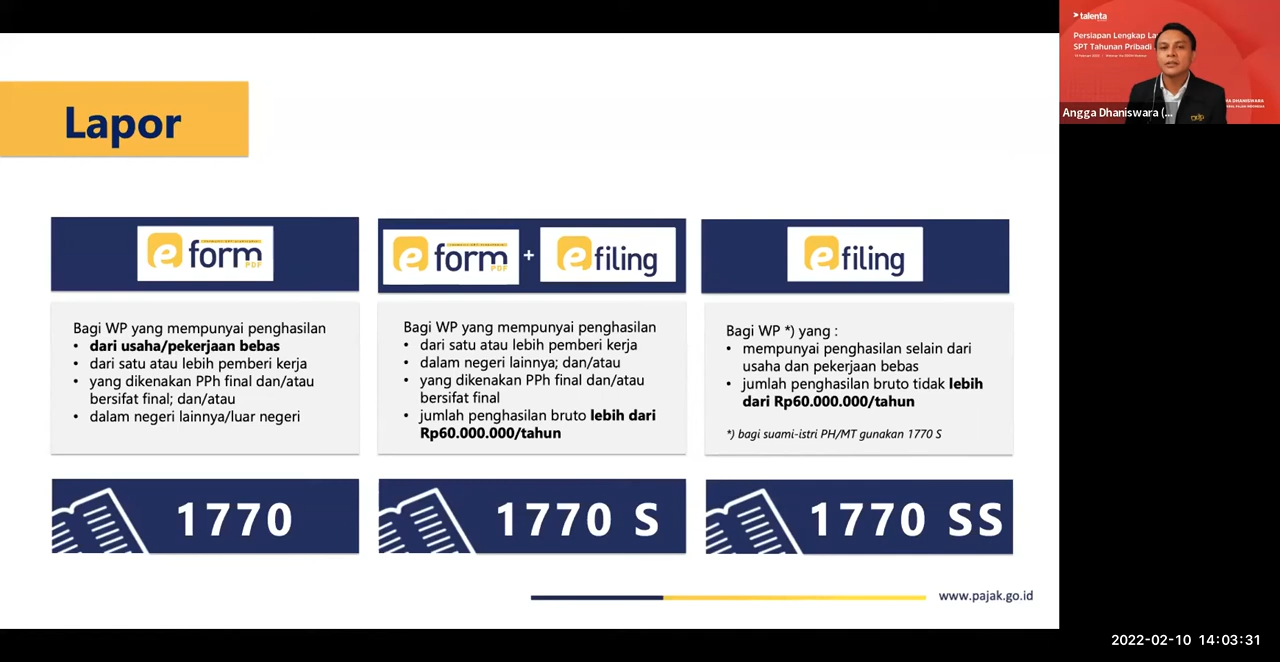 Lapor
e form
PDF
e form
PDF
+
e filing
e filing
Bagi WP yang mempunyai penghasilan
• dari usaha/pekerjaan bebas
• dari satu atau lebih pemberi kerja
• yang dikenakan PPh final dan/atau
bersifat final; dan/atau
• dalam negeri lainnya/luar negeri
Bagi WP yang mempunyai penghasilan
• dari satu atau lebih pemberi kerja
• dalam negeri lainnya; dan/atau
• yang dikenakan PPh final dan/atau
bersifat final
• jumlah penghasilan bruto lebih dari
Rp60.000.000/tahun
Bagi WP *) yang :
• mempunyai penghasilan selain dari
usaha dan pekerjaan bebas
• jumlah penghasilan bruto tidak lebih
dari Rp60.000.000/tahun
*) bagi suami-istri PH/MT gunakan 1770 S
1770
1770 S
1770 SS
www.pajak.go.id
talenta
Persiapan Lengkap
SPT Tahunan Pribadi
DHANISWARA
Angga Dhaniswara (...
2022-02-10 14:03:31